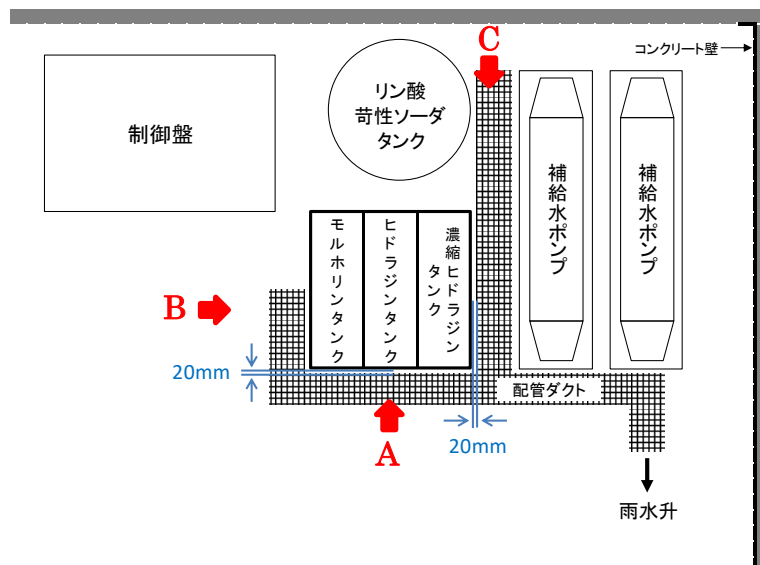 C
コンクリート壁
リン酸
苛性ソーダ
タンク
制御盤
補給水ポンプ
補給水ポンプ
モルホリンタンク
ヒドラジンタンク
濃縮ヒドラジン
タンク
B
20mm
配管ダクト
A
20mm
雨水升